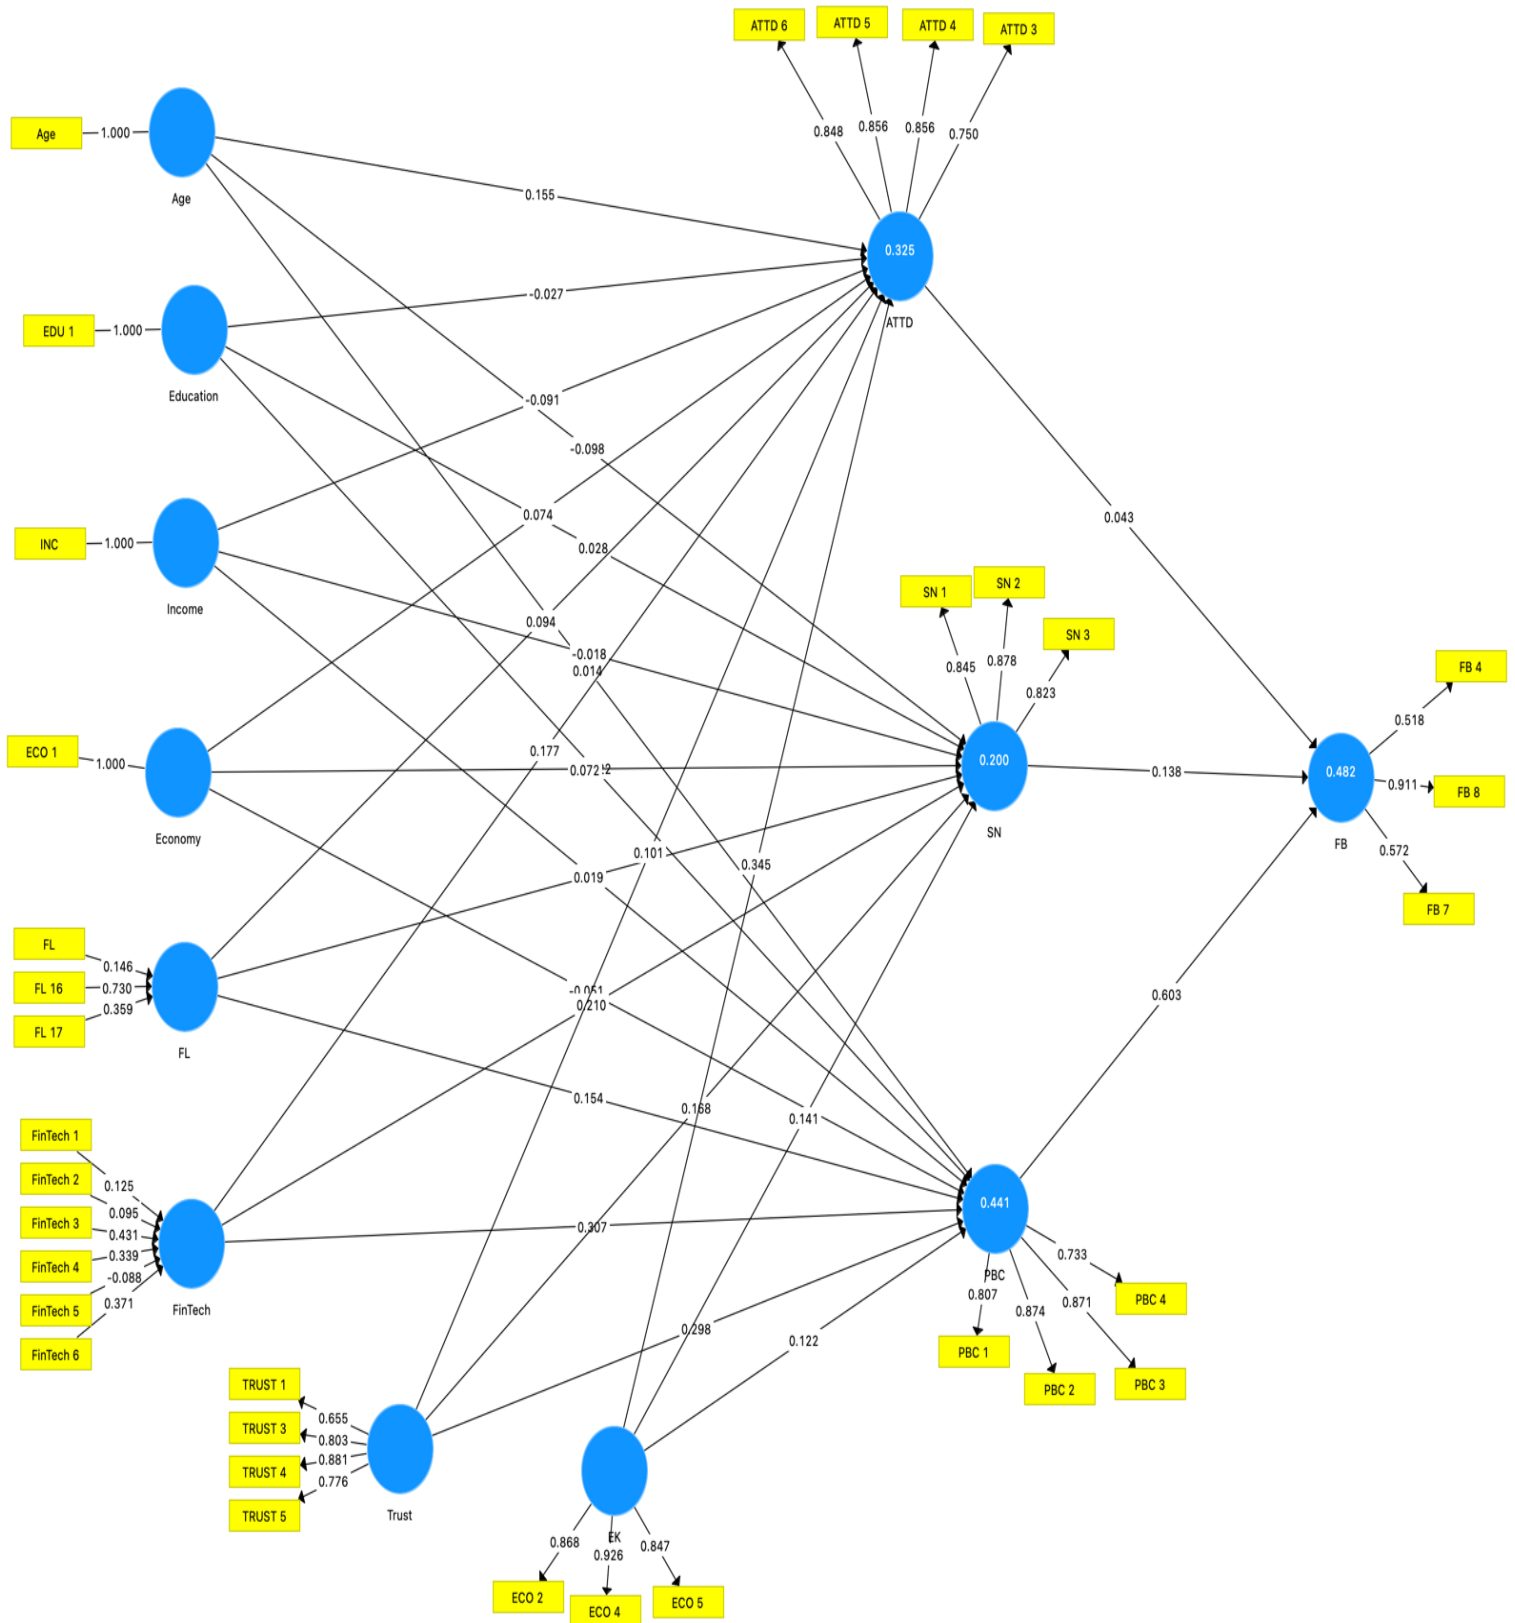 ATTD 6
ATTD 5
ATTD 4
ATTD 3
0.848
0.856
0.856
0.750
Age
1.000
Age
0.155
0.325
ATTD
EDU 1
1.000
Education
-0.027
-0.091
-0.098
INC
1.000
Income
0.074
0.028
0.043
0.094
-0.018
0.014
SN 1
SN 2
SN 3
0.845
0.878
0.823
0.200
SN
ECO 1
1.000
Economy
0.177
0.072
0.138
0.482
FB
FB 4
0.518
0.911
FB 8
0.572
FB 7
0.101
0.019
0.345
FL
0.146
FL 16
0.730
FL 17
0.359
FL
-0.051
0.210
0.603
0.154
0.168
0.141
FinTech 1
FinTech 2
FinTech 3
FinTech 4
FinTech 5
FinTech 6
0.125
0.095
0.431
0.339
-0.088
0.371
FinTech
0.307
0.441
PBC
0.733
PBC 4
0.807
0.874
0.871
PBC 1
PBC 2
PBC 3
0.298
0.122
TRUST 1
TRUST 3
TRUST 4
TRUST 5
0.655
0.803
0.881
0.776
Trust
EK
0.868
0.926
0.847
ECO 2
ECO 4
ECO 5